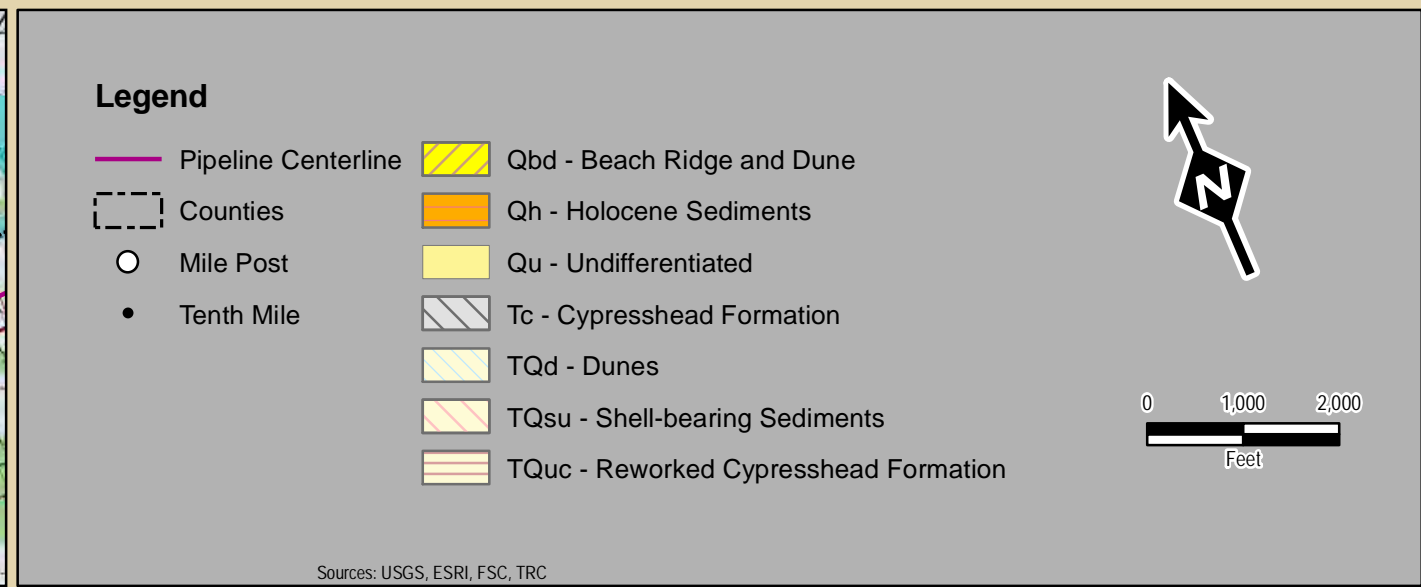 Legend
Pipeline Centerline
Counties
Mile Post
Tenth Mile
Qbd - Beach Ridge and Dune
Qh - Holocene Sediments
Qu - Undifferentiated
Tc - Cypresshead Formation
TQd - Dunes
TQsu - Shell-bearing Sediments
TQuc - Reworked Cypresshead Formation
N
0 1,000 2,000
Feet
Sources: USGS, ESRI, FSC, TRC